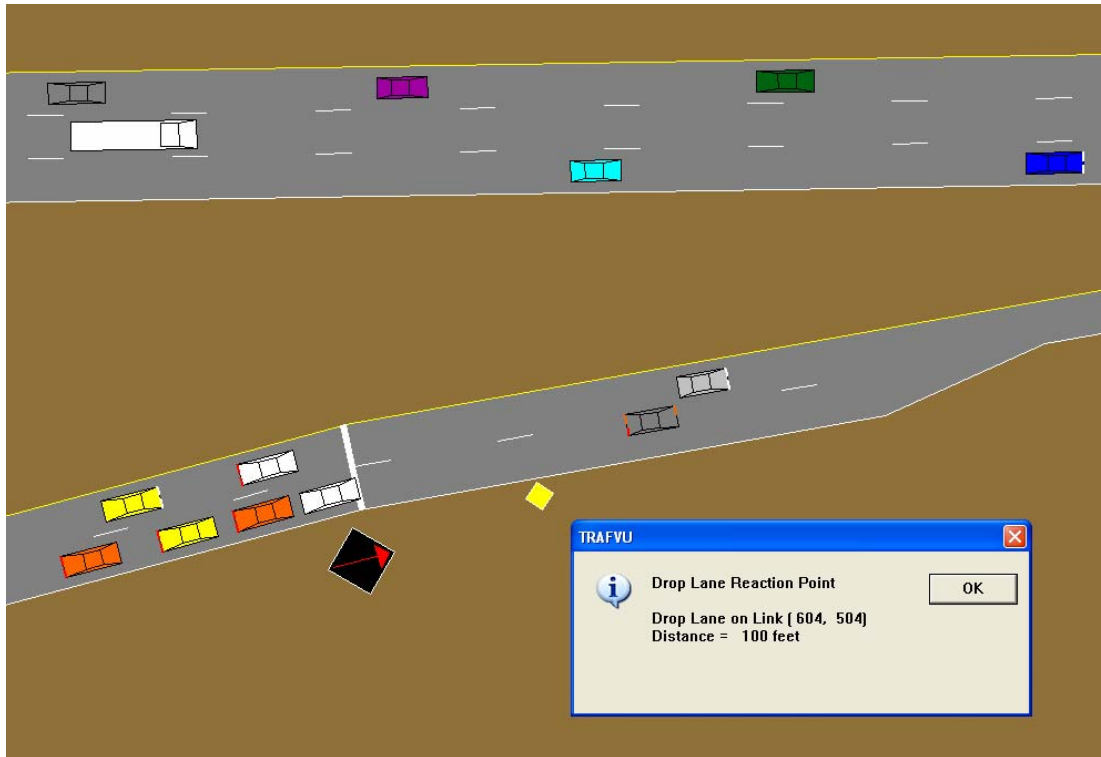 TRAFVU
Drop Lane Reaction Point
OK
Drop Lane on Link ( 604, 504)
Distance = 100 feet